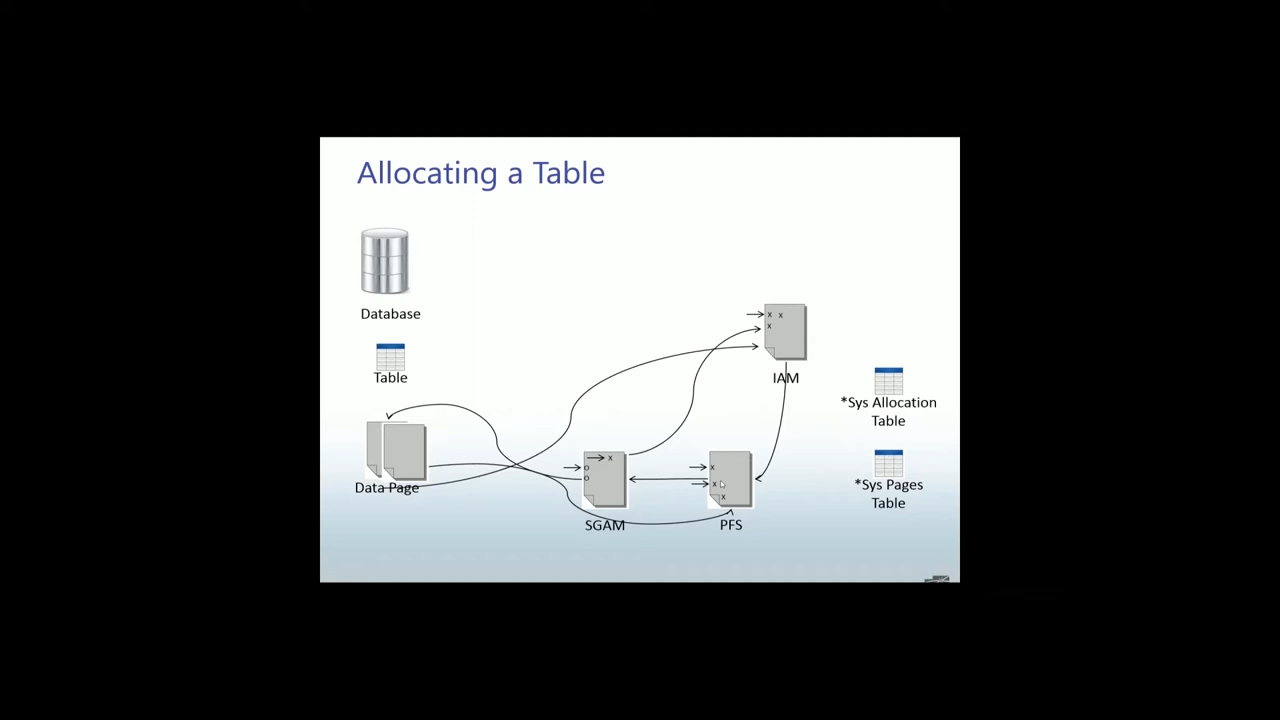 Allocating a Table
Database
Table
Data Page
x x
x
IAM
x
o
o
SGAM
x
x
x
PFS
*Sys Allocation
Table
*Sys Pages
Table